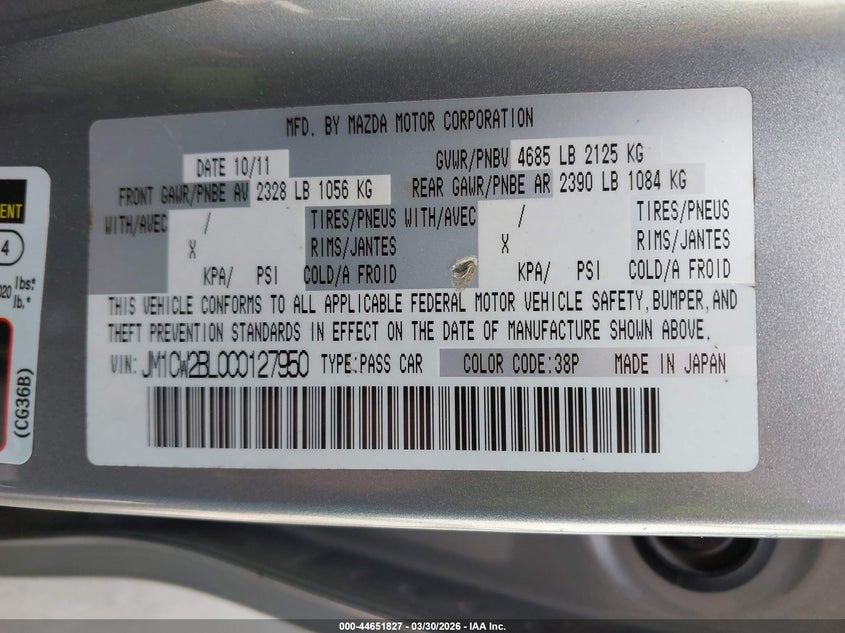 MFD. BY MAZDA MOTOR CORPORATION
DATE 10/11 GVWR/PNBV 4685 LB 2125 KG
FRONT GAWR/PNBE AV 2328 LB 1056 KG REAR GAWR/PNBE AR 2390 LB 1084 KG
WITH/AVEC / TIRES/PNEUS WITH/AVEC / TIRES/PNEUS
X RIMS/JANTES X RIMS/JANTES
KPA/ PSI COLD/A FROID KPA/ PSI COLD/A FROID
THIS VEHICLE CONFORMS TO ALL APPLICABLE FEDERAL MOTOR VEHICLE SAFETY,BUMPER,AND
THEFT PREVENTION STANDARDS IN EFFECT ON THE DATE OF MANUFACTURE SHOWN ABOVE.
VIN: JM1CW2BL0C0127950 TYPE:PASS CAR COLOR CODE:38P MADE IN JAPAN
4
lb.*
(CG36B)
000-44651827 - 03/30/2026 - IAA Inc.